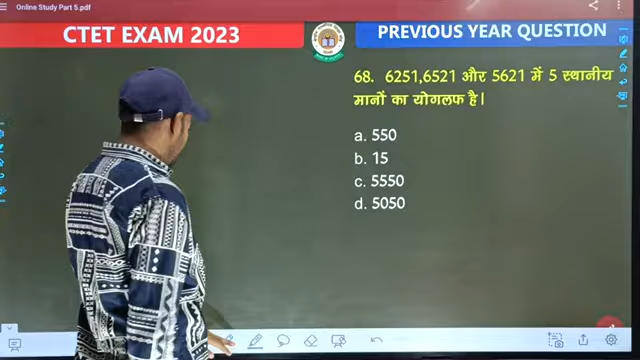 Online Study Part 5.pdf
CTET EXAM 2023
PREVIOUS YEAR QUESTION
68. 6251,6521 और 5621 में 5 स्थानीय
मानों का योगलफ है|
a. 550
b. 15
c. 5550
d. 5050